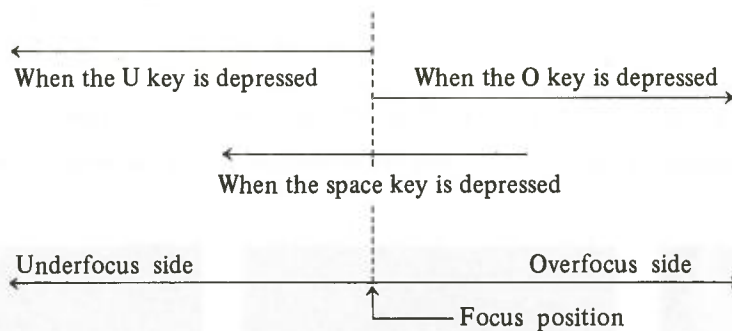 When the U key is depressed
When the O key is depressed
When the space key is depressed
Underfocus side
Overfocus side
Focus position